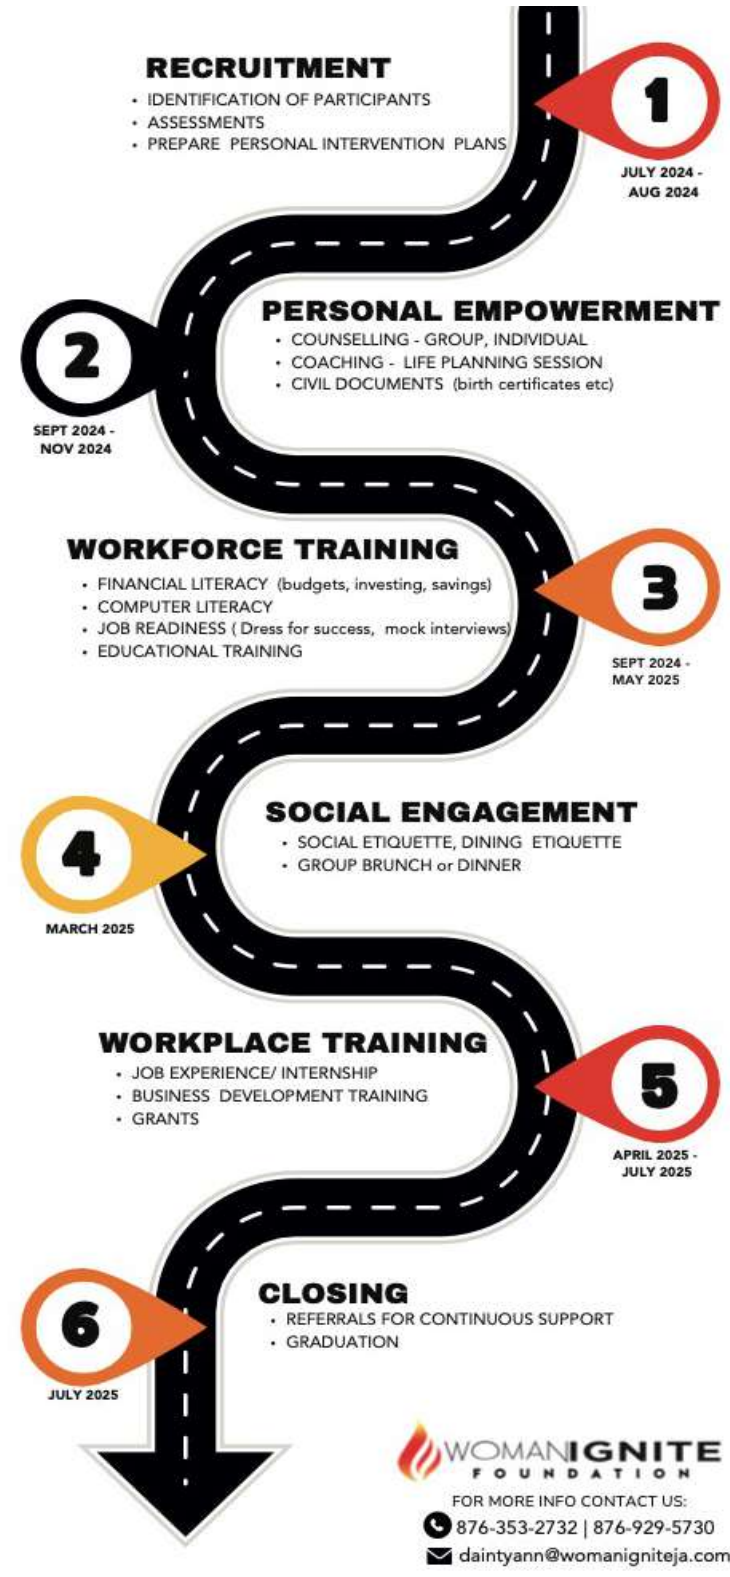 RECRUITMENT
• IDENTIFICATION OF PARTICIPANTS
• ASSESSMENTS
• PREPARE PERSONAL INTERVENTION PLANS
1
JULY 2024 -
AUG 2024
PERSONAL EMPOWERMENT
• COUNSELLING - GROUP, INDIVIDUAL
• COACHING - LIFE PLANNING SESSION
• CIVIL DOCUMENTS (birth certificates etc)
2
SEPT 2024 -
NOV 2024
WORKFORCE TRAINING
• FINANCIAL LITERACY (budgets, investing, savings)
• COMPUTER LITERACY
• JOB READINESS ( Dress for success, mock interviews)
• EDUCATIONAL TRAINING
3
SEPT 2024 -
MAY 2025
SOCIAL ENGAGEMENT
• SOCIAL ETIQUETTE, DINING ETIQUETTE
• GROUP BRUNCH or DINNER
4
MARCH 2025
WORKPLACE TRAINING
• JOB EXPERIENCE/ INTERNSHIP
• BUSINESS DEVELOPMENT TRAINING
• GRANTS
5
APRIL 2025 -
JULY 2025
CLOSING
• REFERRALS FOR CONTINUOUS SUPPORT
• GRADUATION
6
JULY 2025
WOMANIGNITE
FOUNDATION
FOR MORE INFO CONTACT US:
876-353-2732 | 876-929-5730
daintyann@womanigniteja.com